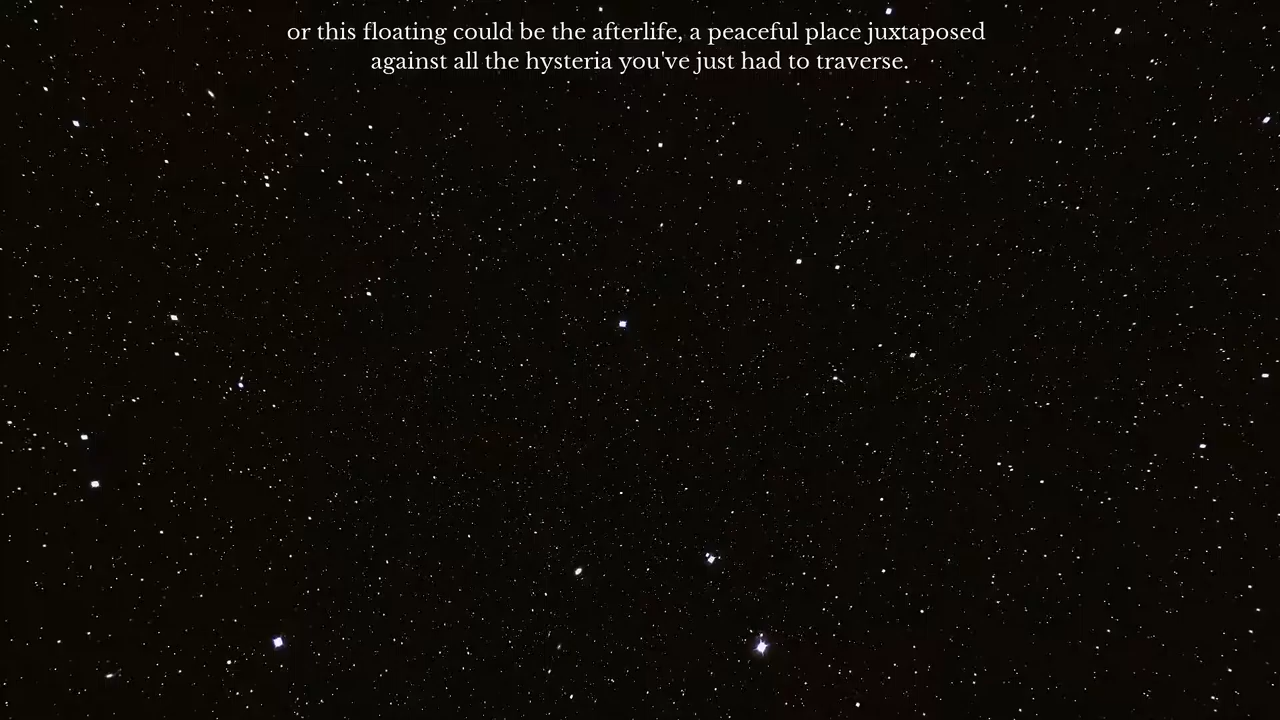 or this floating could be the afterlife, a peaceful place juxtaposed
against all the hysteria you've just had to traverse.